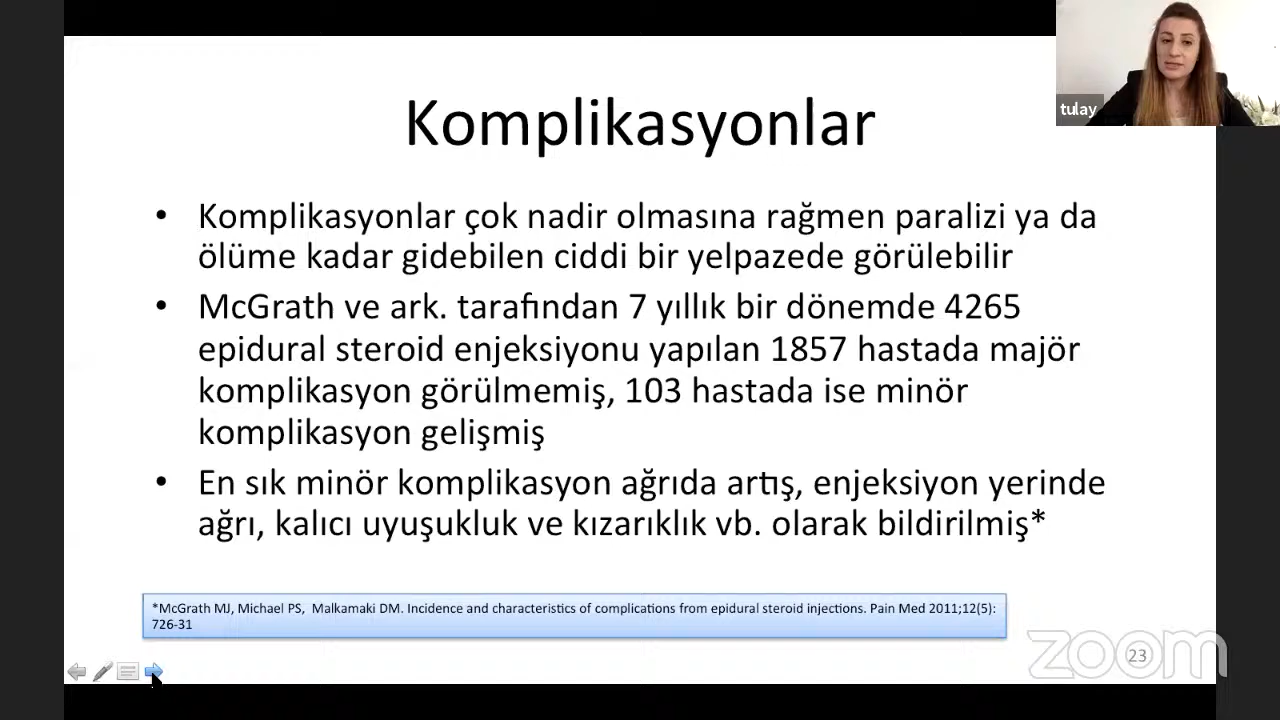 tulay
Komplikasyonlar
• Komplikasyonlar çok nadir olmasına rağmen paralizi ya da
ölüme kadar gidebilen ciddi bir yelpazede görülebilir
• McGrath ve ark. tarafından 7 yıllık bir dönemde 4265
epidural steroid enjeksiyonu yapılan 1857 hastada majör
komplikasyon görülmemiş, 103 hastada ise minör
komplikasyon gelişmiş
• En sık minör komplikasyon ağrıda artış, enjeksiyon yerinde
ağrı, kalıcı uyuşukluk ve kızarıklık vb. olarak bildirilmiş*
*McGrath MJ, Michael PS, Malkamaki DM. Incidence and characteristics of complications from epidural steroid injections. Pain Med 2011;12(5):
726-31
zoom
23